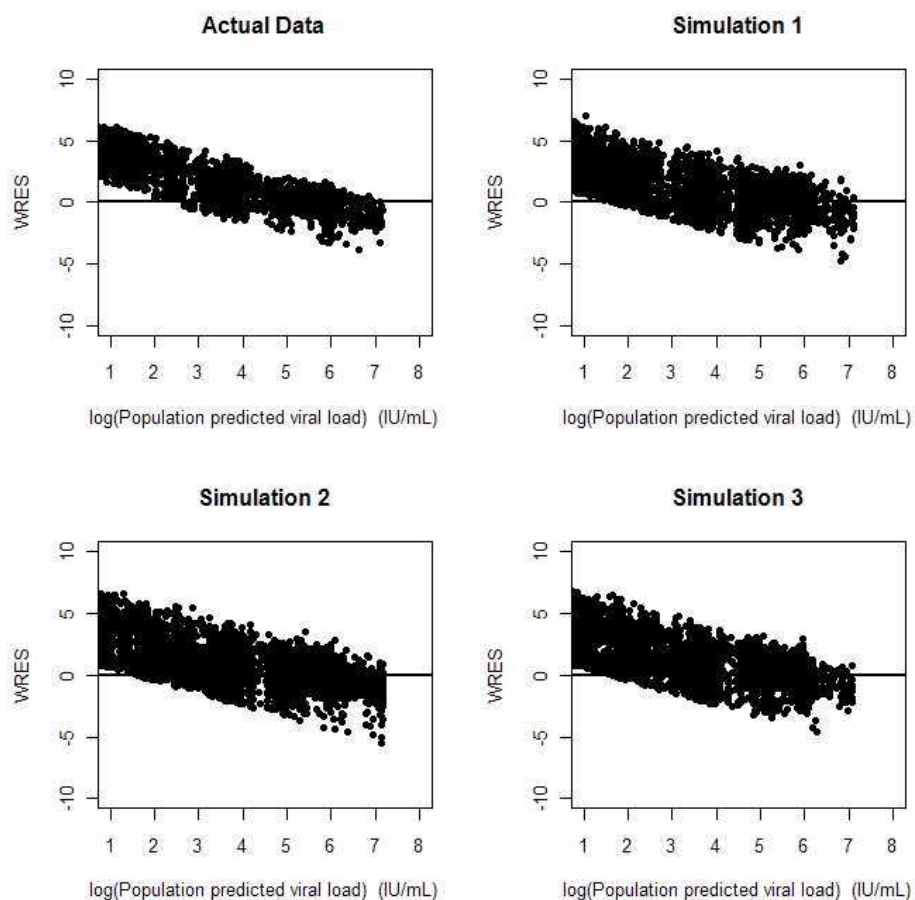 Actual Data
Simulation 1
10
5
0
-5
-10
WRES
1 2 3 4 5 6 7 8
log(Population predicted viral load) (IU/mL)
10
5
0
-5
-10
WRES
1 2 3 4 5 6 7 8
log(Population predicted viral load) (IU/mL)
Simulation 2
Simulation 3
10
5
0
-5
-10
WRES
1 2 3 4 5 6 7 8
log(Population predicted viral load) (IU/mL)
10
5
0
-5
-10
WRES
1 2 3 4 5 6 7 8
log(Population predicted viral load) (IU/mL)